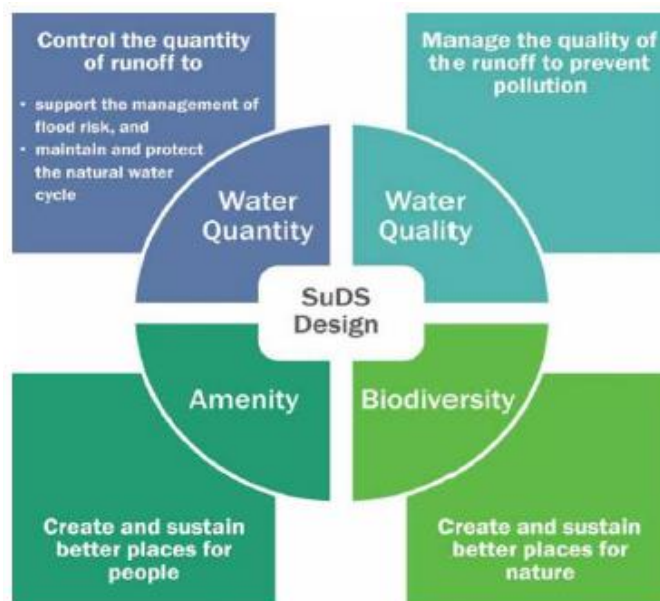 Control the quantity
of runoff to
• support the management of
flood risk, and
• maintain and protect
the natural water
cycle
Manage the quality of
the runoff to prevent
pollution
Water
Quantity
Water
Quality
SuDS
Design
Amenity
Biodiversity
Create and sustain
better places for
people
Create and sustain
better places for
nature